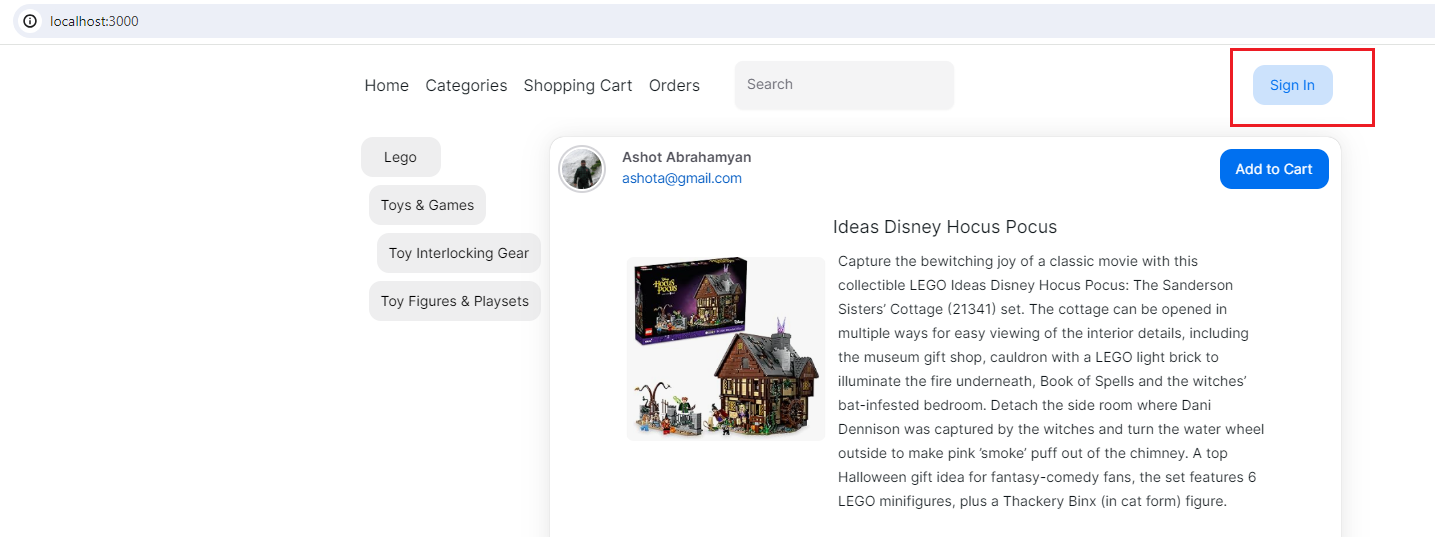 localhost:3000
Home Categories Shopping Cart Orders Search Sign In
Lego
Toys & Games
Toy Interlocking Gear
Toy Figures & Playsets
Ashot Abrahamyan
ashota@gmail.com
Add to Cart
Ideas Disney Hocus Pocus
Capture the bewitching joy of a classic movie with this
collectible LEGO Ideas Disney Hocus Pocus: The Sanderson
Sisters’ Cottage (21341) set. The cottage can be opened in
multiple ways for easy viewing of the interior details, including
the museum gift shop, cauldron with a LEGO light brick to
illuminate the fire underneath, Book of Spells and the witches’
bat-infested bedroom. Detach the side room where Dani
Dennison was captured by the witches and turn the water wheel
outside to make pink ’smoke’ puff out of the chimney. A top
Halloween gift idea for fantasy-comedy fans, the set features 6
LEGO minifigures, plus a Thackery Binx (in cat form) figure.
Disney
HOCUS
POCUS